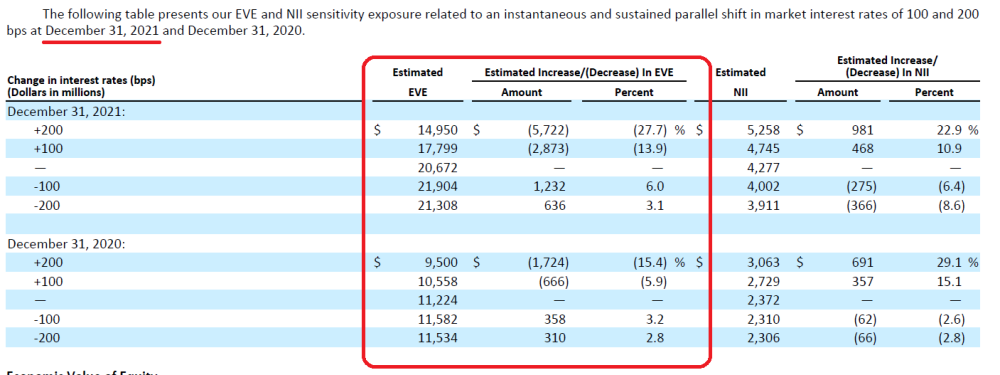 The following table presents our EVE and NII sensitivity exposure related to an instantaneous and sustained parallel shift in market interest rates of 100 and 200
bps at December 31, 2021 and December 31, 2020.
Estimated Increase/
Estimated Estimated Increase/(Decrease) In EVE Estimated (Decrease) In NII
Change in interest rates (bps)
(Dollars in millions) EVE Amount Percent NII Amount Percent
December 31, 2021:
+200 $ 14,950 $ (5,722) (27.7) % $ 5,258 $ 981 22.9 %
+100 17,799 (2,873) (13.9) 4,745 468 10.9
— 20,672 — — 4,277 — —
-100 21,904 1,232 6.0 4,002 (275) (6.4)
-200 21,308 636 3.1 3,911 (366) (8.6)
December 31, 2020:
+200 $ 9,500 $ (1,724) (15.4) % $ 3,063 $ 691 29.1 %
+100 10,558 (666) (5.9) 2,729 357 15.1
— 11,224 — — 2,372 — —
-100 11,582 358 3.2 2,310 (62) (2.6)
-200 11,534 310 2.8 2,306 (66) (2.8)
Economic Value of Equity